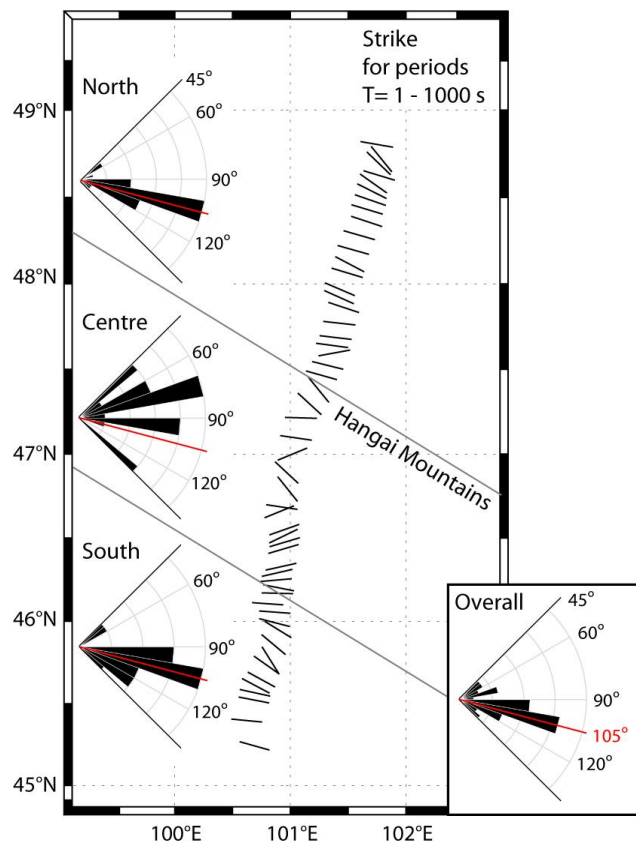 Strike
for periods
T= 1 - 1000 s
North
45°
60°
90°
120°
49°N
48°N
47°N
46°N
45°N
Centre
60°
90°
120°
Hangai Mountains
South
60°
90°
120°
Overall
45°
60°
90°
105°
120°
100°E
101°E
102°E